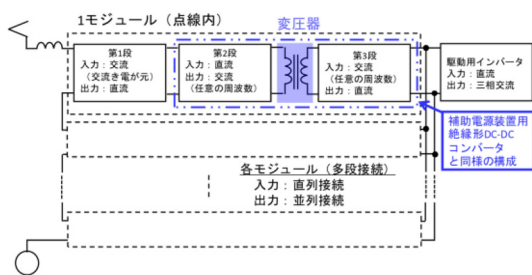 1モジュール（点線内）
変圧器
第1段
入力：交流
（交流き電が元）
出力：直流
第2段
入力：直流
出力：交流
（任意の周波数）
第3段
入力：交流
（任意の周波数）
出力：直流
駆動用インバータ
入力：直流
出力：三相交流
補助電源装置用
絶縁形DC-DC
コンバータ
と同様の構成
各モジュール（多段接続）
入力：直列接続
出力：並列接続